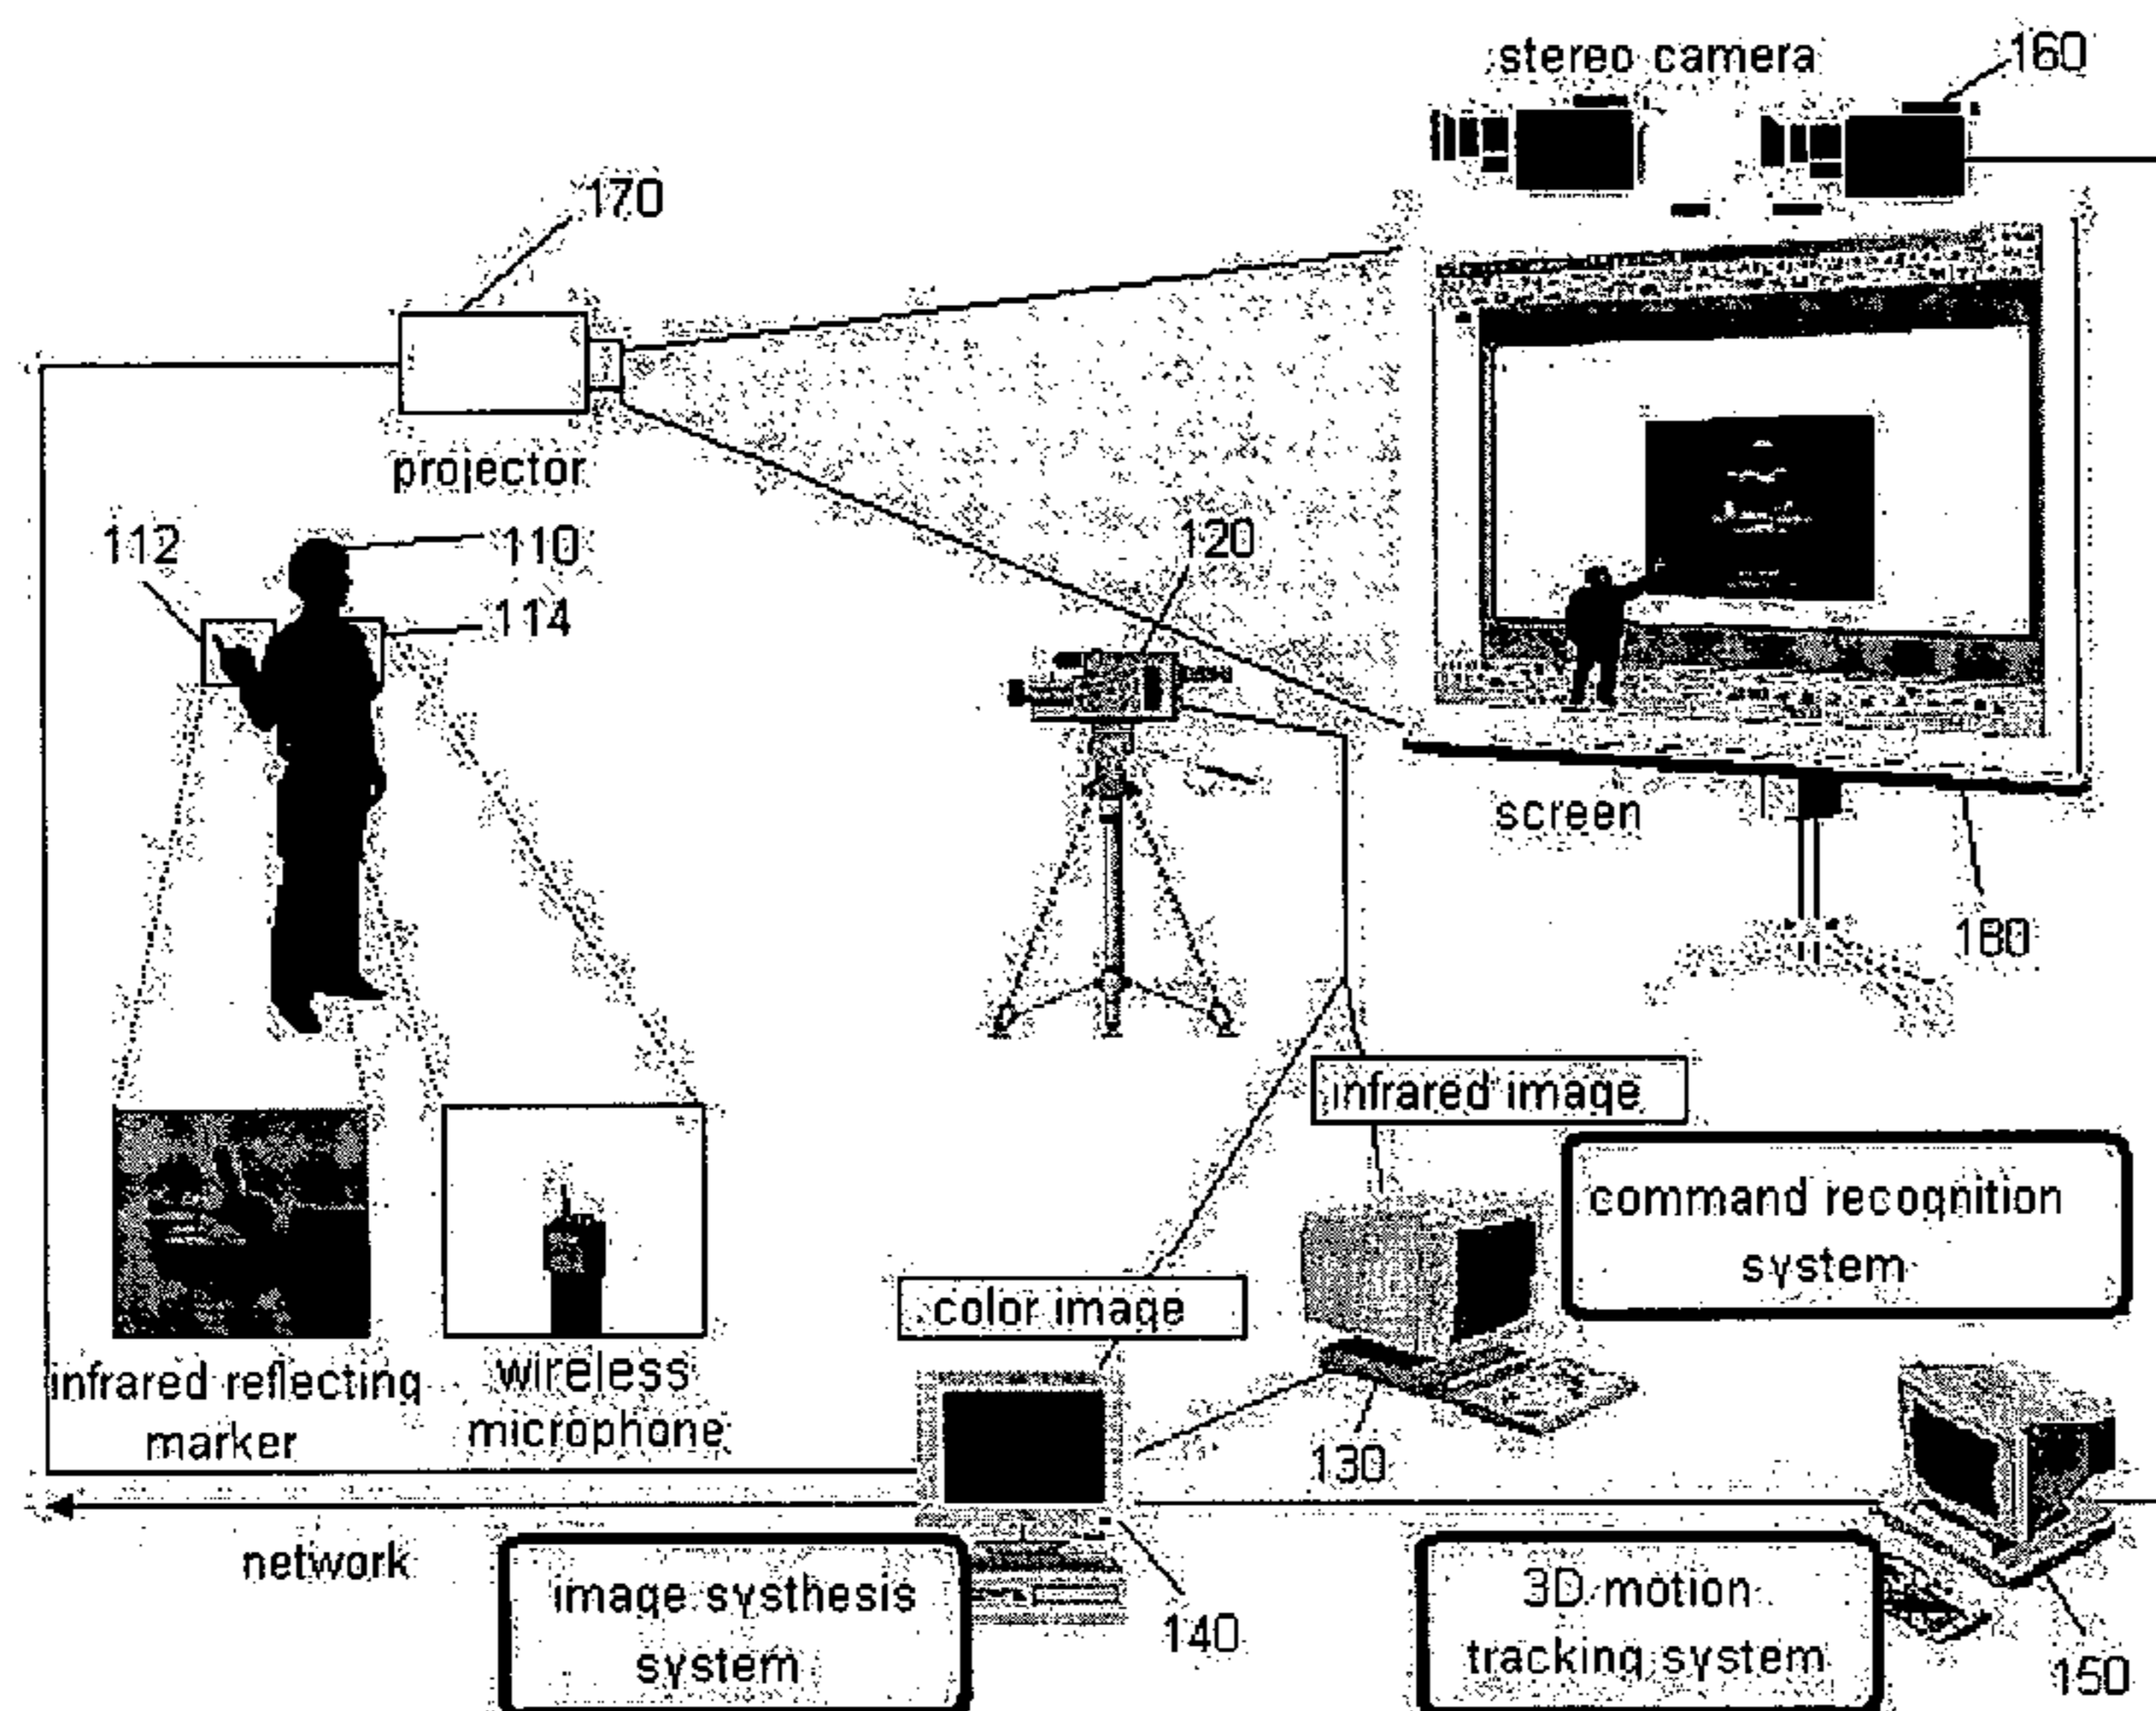 stereo camera
160
170
projector
112
110
114
120
screen
180
infrared image
command recognition
system
color image
infrared reflecting
marker
wireless
microphone
130
network
image systhesis
system
140
3D motion
tracking system
150